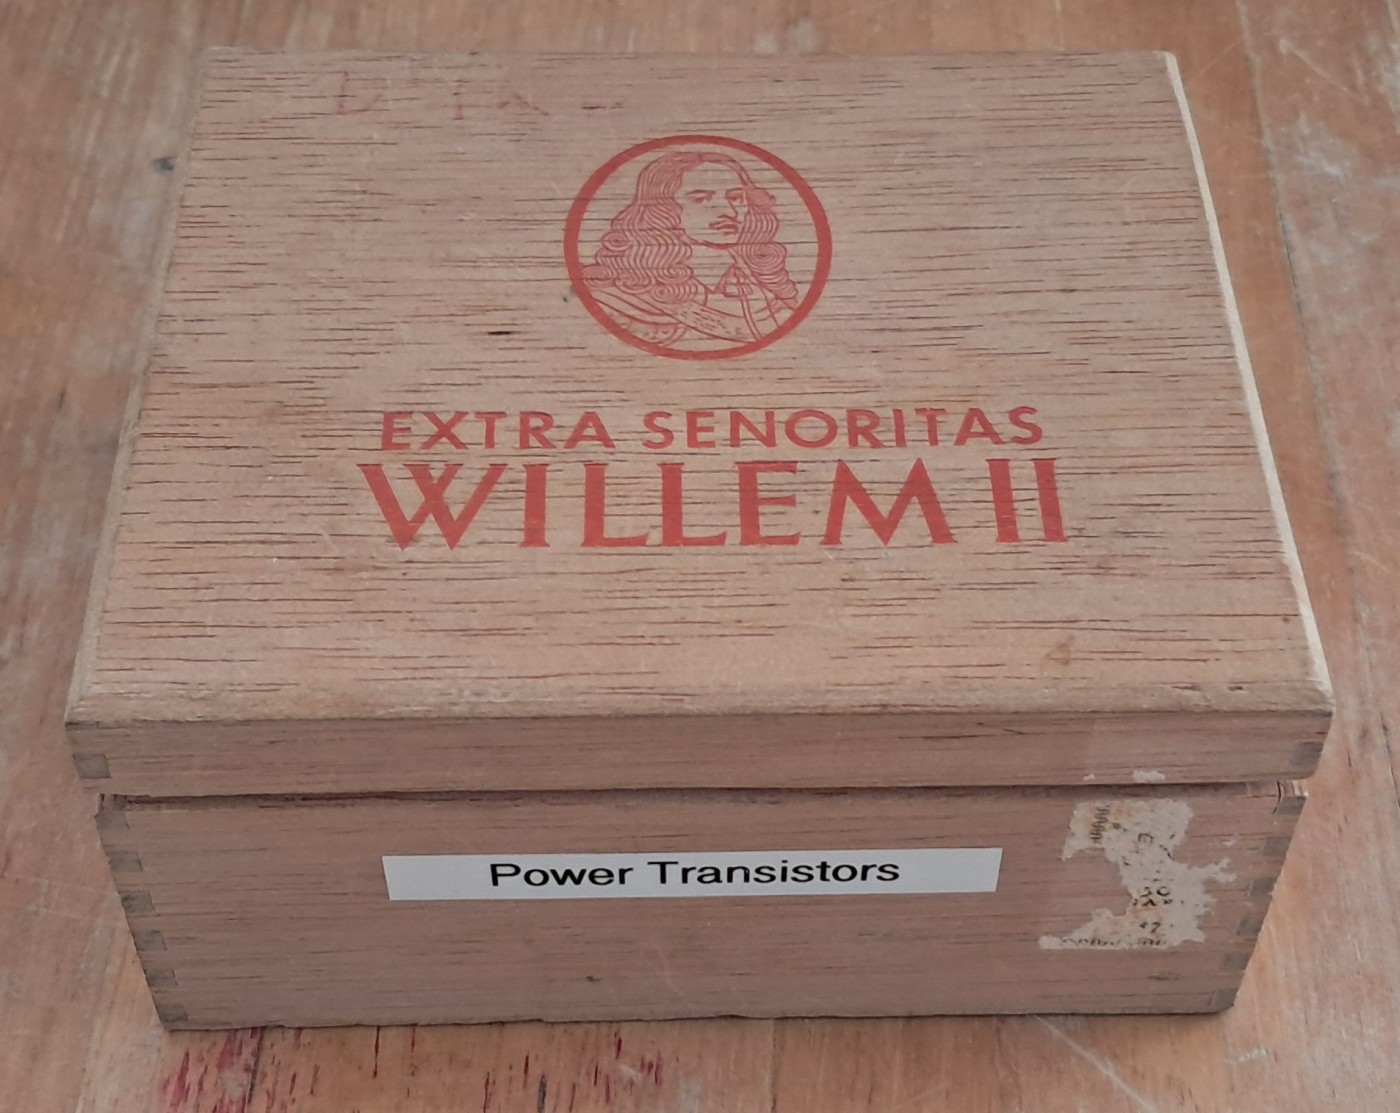 EXTRA SENORITAS
WILLEM II
Power Transistors